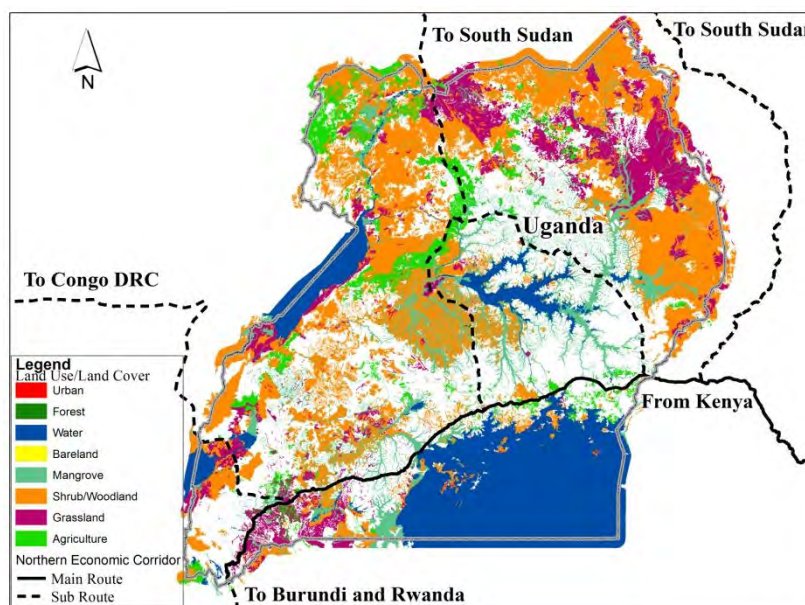 To South Sudan
To South Sudan
N
Uganda
To Congo DRC
From Kenya
Legend
Land Use/Land Cover
Urban
Forest
Water
Bareland
Mangrove
Shrub/Woodland
Grassland
Agriculture
Northern Economic Corridor
Main Route
Sub Route
To Burundi and Rwanda